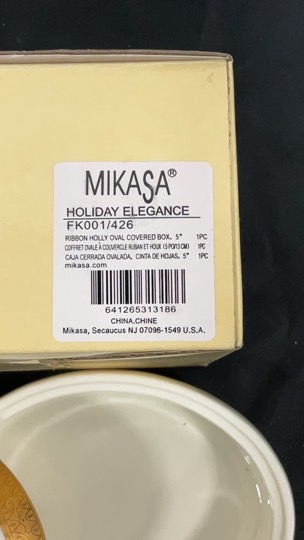 MIKASA®
HOLIDAY ELEGANCE
FK001/426
RIBBON HOLLY OVAL COVERED BOX, 5" 1PC
COFFRET OVALE À COUVERCLE RUBAN ET HOUX (5 PO/13 CM) 1PC
CAJA CERRADA OVALADA, CINTA DE HOJAS, 5" 1PC
mikasa.com
641265313186
CHINA,CHINE
Mikasa, Secaucus NJ 07096-1549 U.S.A.